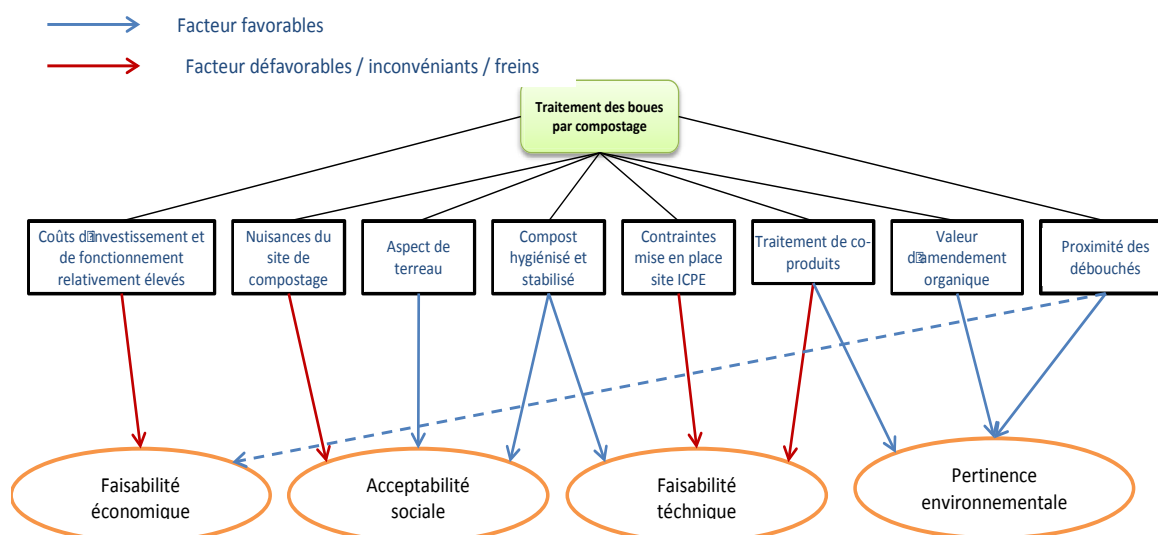 Facteur favorables
Facteur défavorables / inconvéniants / freins
Traitement des boues
par compostage
Coûts d�investissement et
de fonctionnement
relativement élevés
Nuisances du
site de
compostage
Aspect de
terreau
Compost
hygiénisé et
stabilisé
Contraintes
mise en place
site ICPE
Traitement de co-
produits
Valeur
d�amendement
organique
Proximité des
débouchés
Faisabilité
économique
Acceptabilité
sociale
Faisabilité
téchnique
Pertinence
environnementale